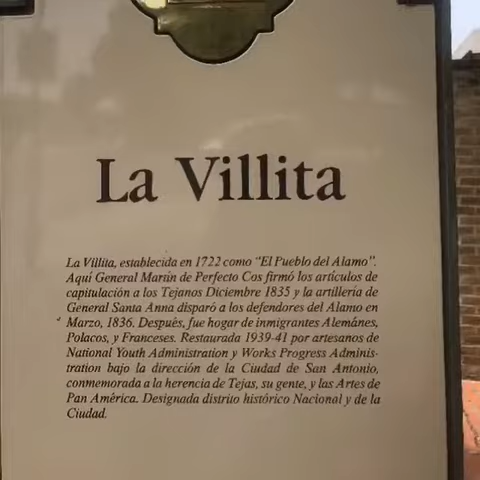 La Villita
La Villita, establecida en 1722 como "El Pueblo del Alamo".
Aquí General Martín de Perfecto Cos firmó los artículos de
capitulación a los Tejanos Diciembre 1835 y la artillería de
General Santa Anna disparó a los defendores del Alamo en
Marzo, 1836. Después, fue hogar de inmigrantes Alemánes,
Polacos, y Franceses. Restaurada 1939-41 por artesanos de
National Youth Administration y Works Progress Adminis-
tration bajo la dirección de la Ciudad de San Antonio,
conmemorada a la herencia de Tejas, su gente, y las Artes de
Pan América. Designada distrito histórico Nacional y de la
Ciudad.